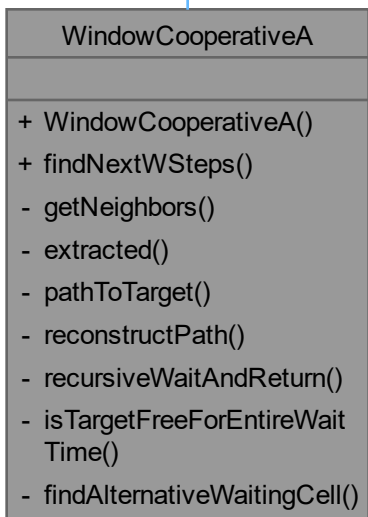 WindowCooperativeA
+ WindowCooperativeA()
+ findNextWSteps()
- getNeighbors()
- extracted()
- pathToTarget()
- reconstructPath()
- recursiveWaitAndReturn()
- isTargetFreeForEntireWait
Time()
- findAlternativeWaitingCell()